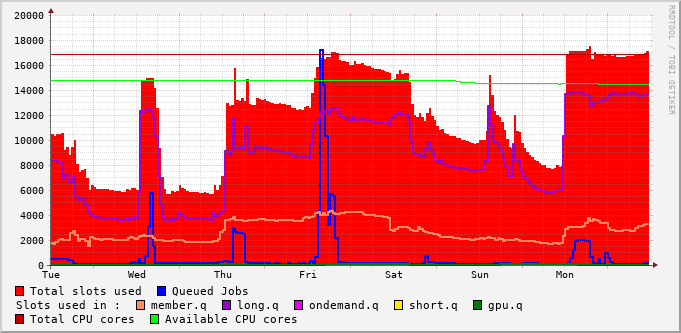 20000
18000
16000
14000
12000
10000
8000
6000
4000
2000
0
Tue Wed Thu Fri Sat Sun Mon
RRDTOOL / TOBI OETIKER
Total slots used Queued Jobs
Slots used in : member.q long.q ondemand.q short.q gpu.q
Total CPU cores Available CPU cores